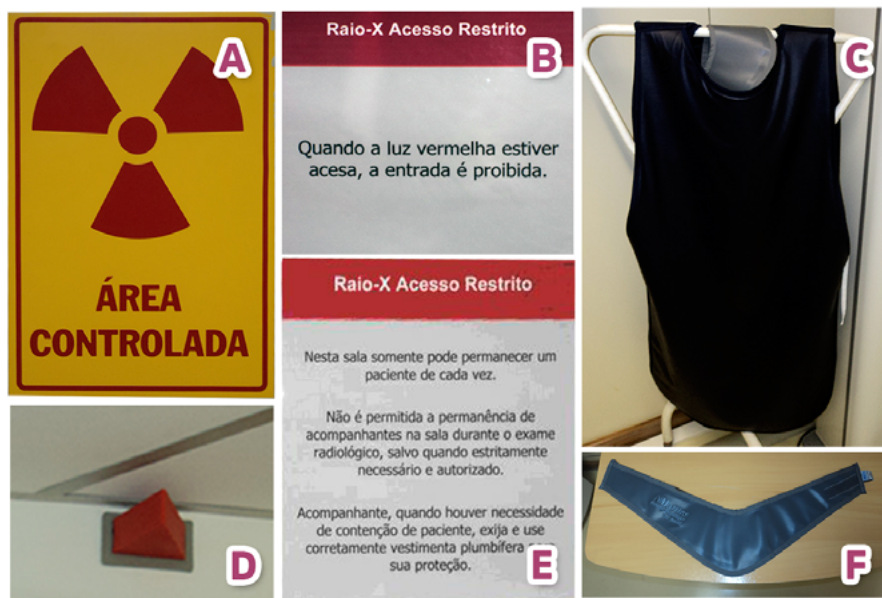 A
ÁREA
CONTROLADA
Raio-X Acesso Restrito
B
Quando a luz vermelha estiver
acesa, a entrada é proibida.
C
D
Raio-X Acesso Restrito
Nesta sala somente pode permanecer um
paciente de cada vez.
Não é permitida a permanência de
acompanhantes na sala durante o exame
radiológico, salvo quando estritamente
necessário e autorizado.
Acompanhante, quando houver necessidade
de contenção de paciente, exija e use
corretamente vestimenta plumbífera
sua proteção.
E
F